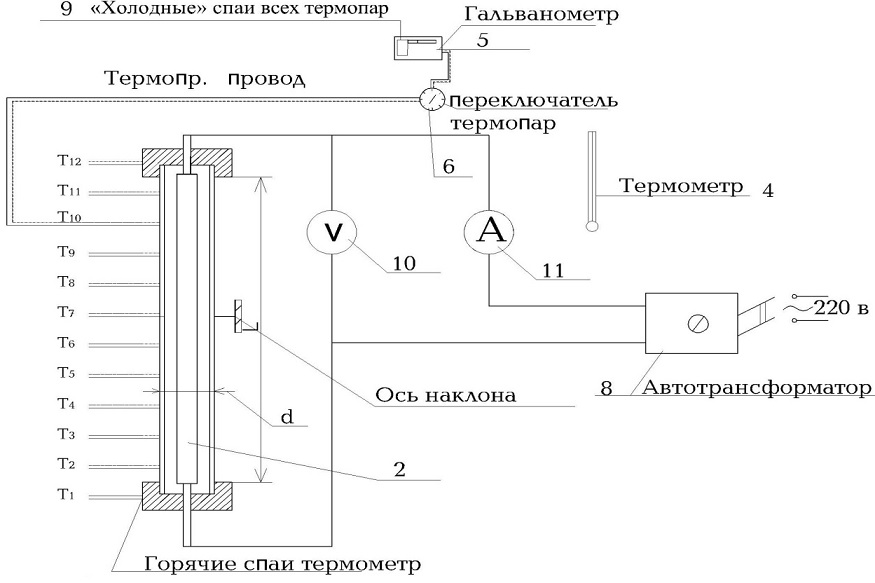 9 «Холодные» спаи всех термопар
Гальванометр
5
Термопр. провод
переключатель
термопар
6
T12
T11
T10
T9
T8
T7
T6
T5
T4
T3
T2
T1
Термометр 4
V
A
10
11
220 в
L
8 Автотрансформатор
Ось наклона
d
2
Горячие спаи термометр